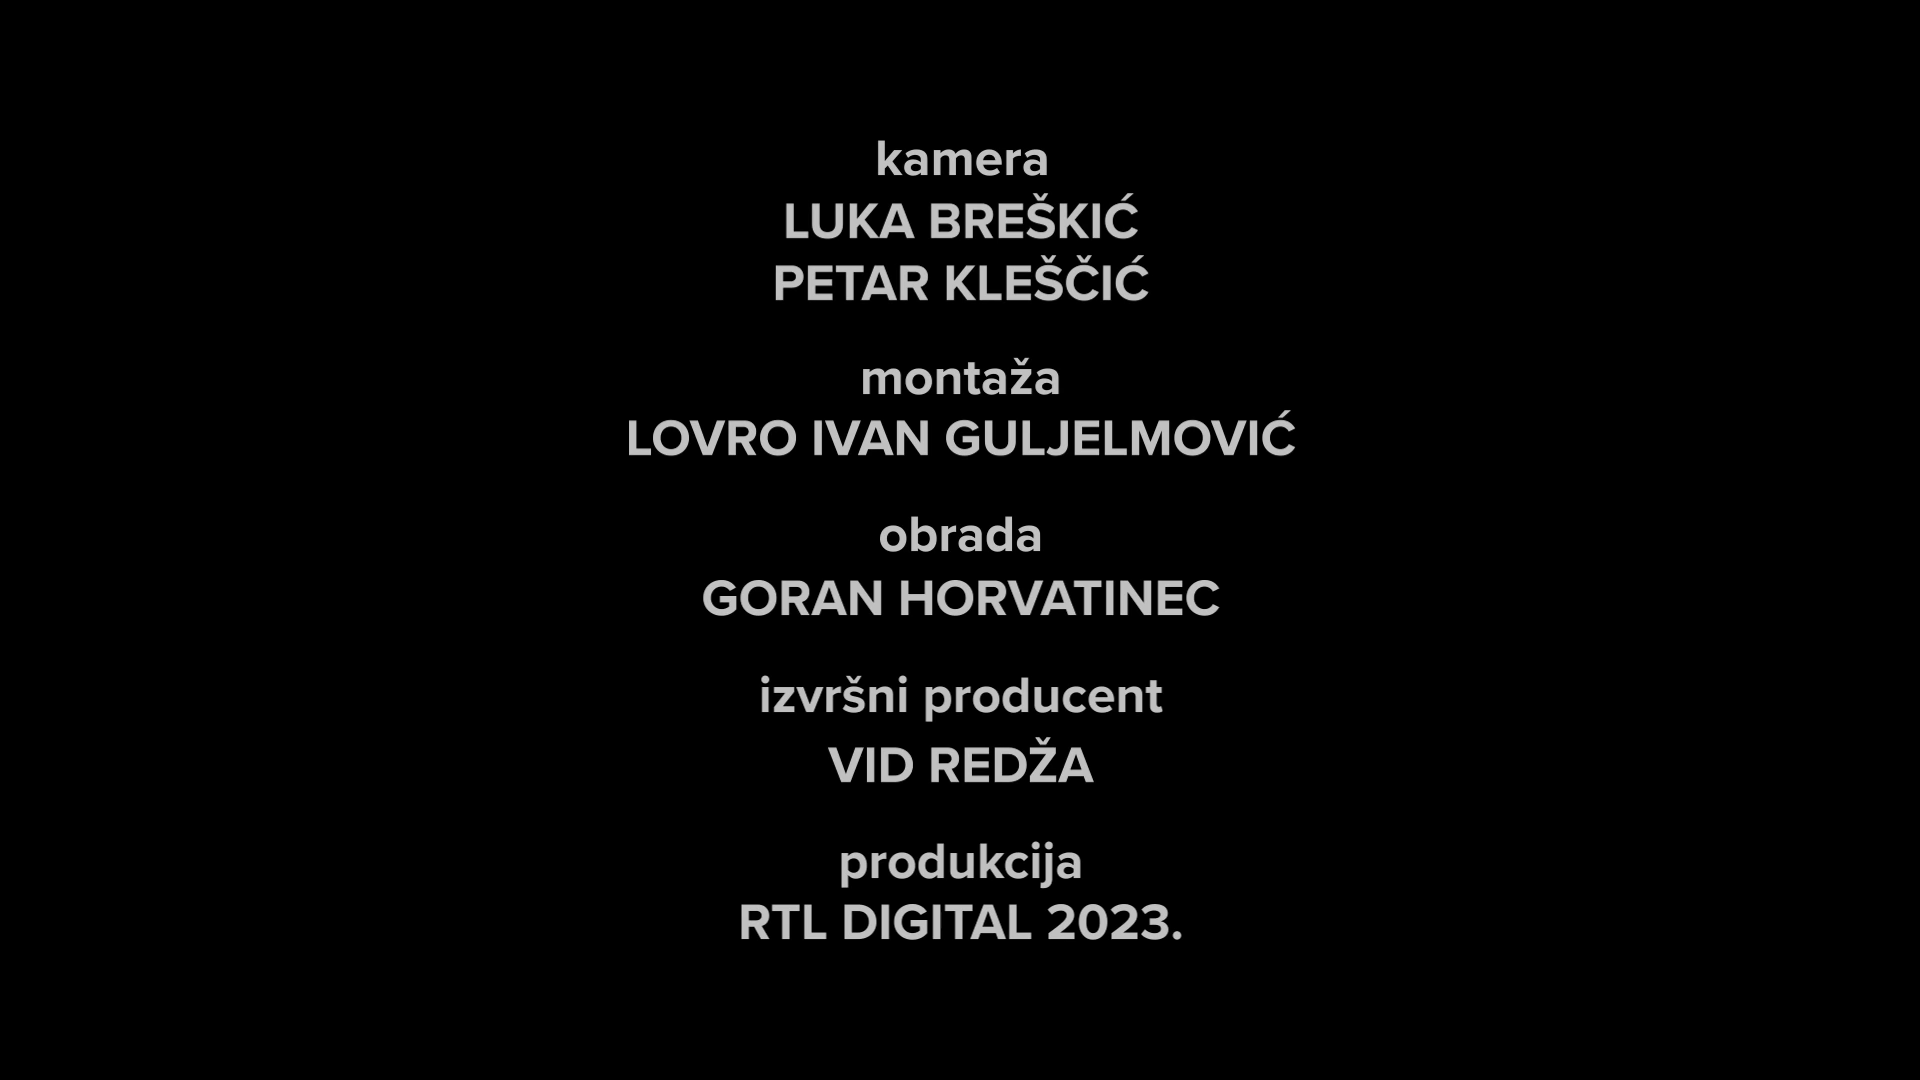 kamera
LUKA BREŠKIĆ
PETAR KLEŠČIĆ
montaža
LOVRO IVAN GULJELMOVIĆ
obrada
GORAN HORVATINEC
izvršni producent
VID REDŽA
produkcija
RTL DIGITAL 2023.